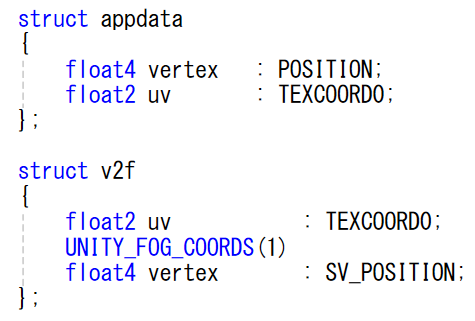 struct appdata
{
    float4 vertex   : POSITION;
    float2 uv       : TEXCOORD0;
};

struct v2f
{
    float2 uv           : TEXCOORD0;
    UNITY_FOG_COORDS(1)
    float4 vertex       : SV_POSITION;
};